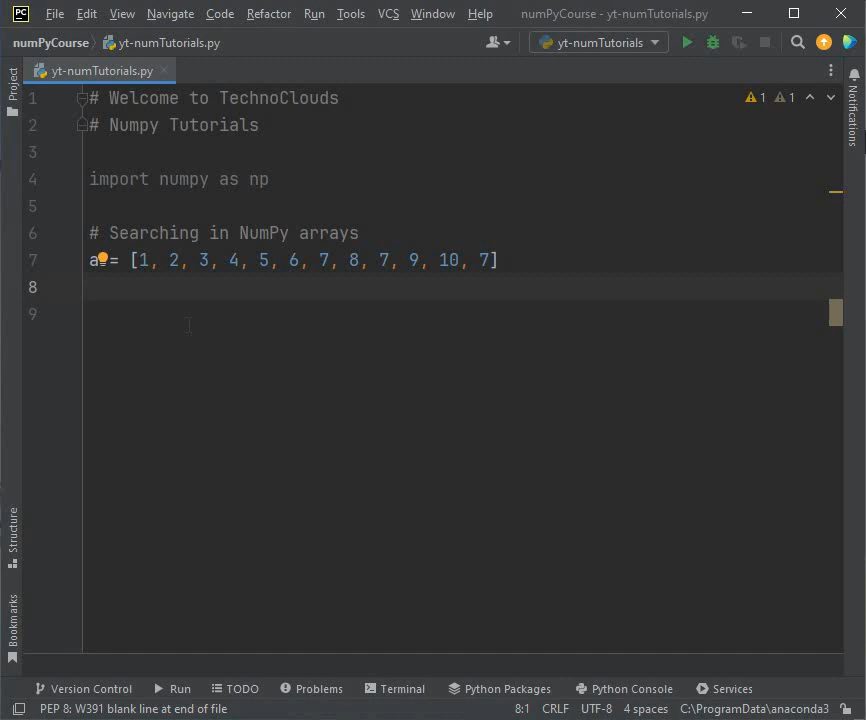 PC File Edit View Navigate Code Refactor Run Tools VCS Window Help numPyCourse - yt-numTutorials.py
numPyCourse yt-numTutorials.py yt-numTutorials
Project yt-numTutorials.py Notifications
1 # Welcome to TechnoClouds 1 1
2 # Numpy Tutorials
3
4 import numpy as np
5
6 # Searching in NumPy arrays
7 a = [1, 2, 3, 4, 5, 6, 7, 8, 7, 9, 10, 7]
8
9
Structure
Bookmarks
Version Control Run TODO Problems Terminal Python Packages Python Console Services
PEP 8: W391 blank line at end of file 8:1 CRLF UTF-8 4 spaces C:\ProgramData\anaconda3